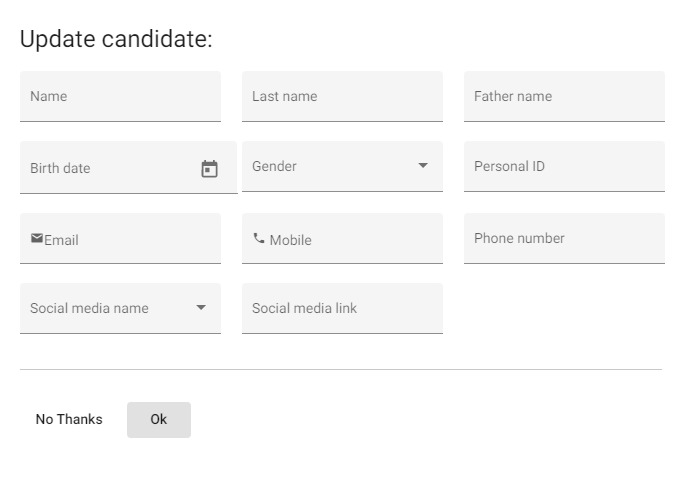 Update candidate:
Name Last name Father name
Birth date Gender Personal ID
Email Mobile Phone number
Social media name Social media link
No Thanks Ok